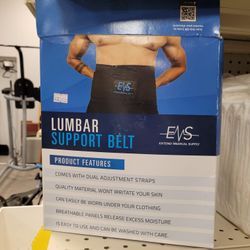 ENS
LUMBAR
SUPPORT BELT
ENS
EXTEND MEDICAL SUPPLY
PRODUCT FEATURES
COMES WITH DUAL ADJUSTMENT STRAPS
QUALITY MATERIAL WONT IRRITATE YOUR SKIN
CAN EASILY BE WORN UNDER YOUR CLOTHING
BREATHABLE PANELS RELEASE EXCESS MOISTURE
IS EASY TO USE AND CAN BE WASHED WITH CARE.